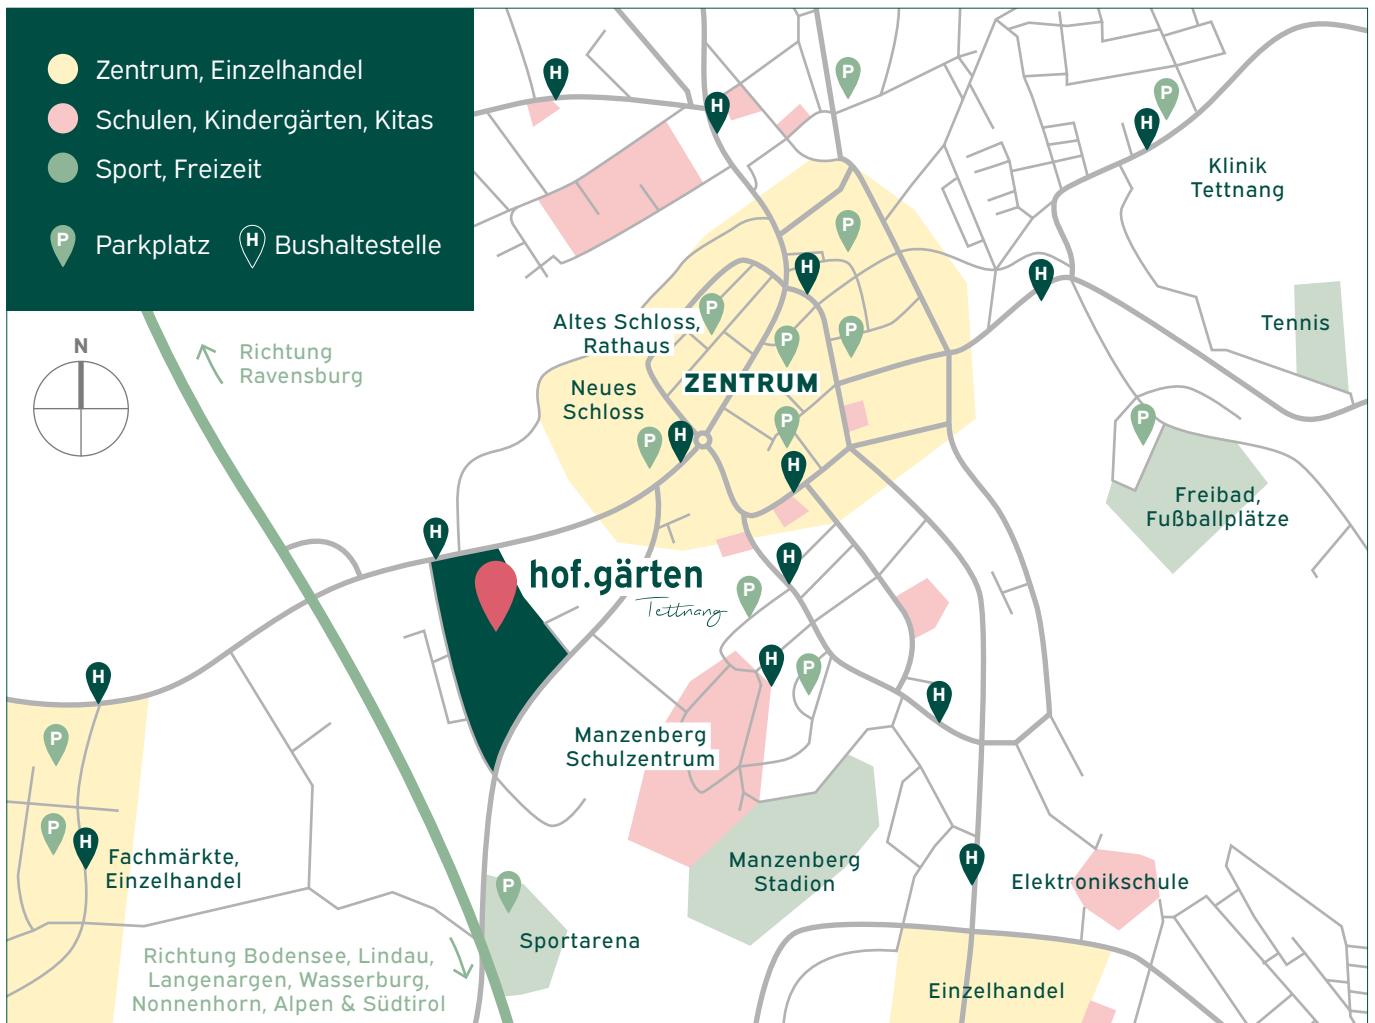 Zentrum, Einzelhandel
Schulen, Kindergärten, Kitas
Sport, Freizeit
P Parkplatz H Bushaltestelle
H
H
P
P
H
Klinik
Tettnang
P
H
H
N
Richtung
Ravensburg
Altes Schloss,
Rathaus
P
P
P
Tennis
ZENTRUM
Neues
Schloss
P
H
P
H
P
Freibad,
Fußballplätze
H
hof.gärten
Tettnang
H
P
H
P
H
H
P
Manzenberg
Schulzentrum
P
H
Fachmärkte,
Einzelhandel
Manzenberg
Stadion
H
Elektronikschule
P
Sportarena
Richtung Bodensee, Lindau,
Langenargen, Wasserburg,
Nonnenhorn, Alpen & Südtirol
Einzelhandel